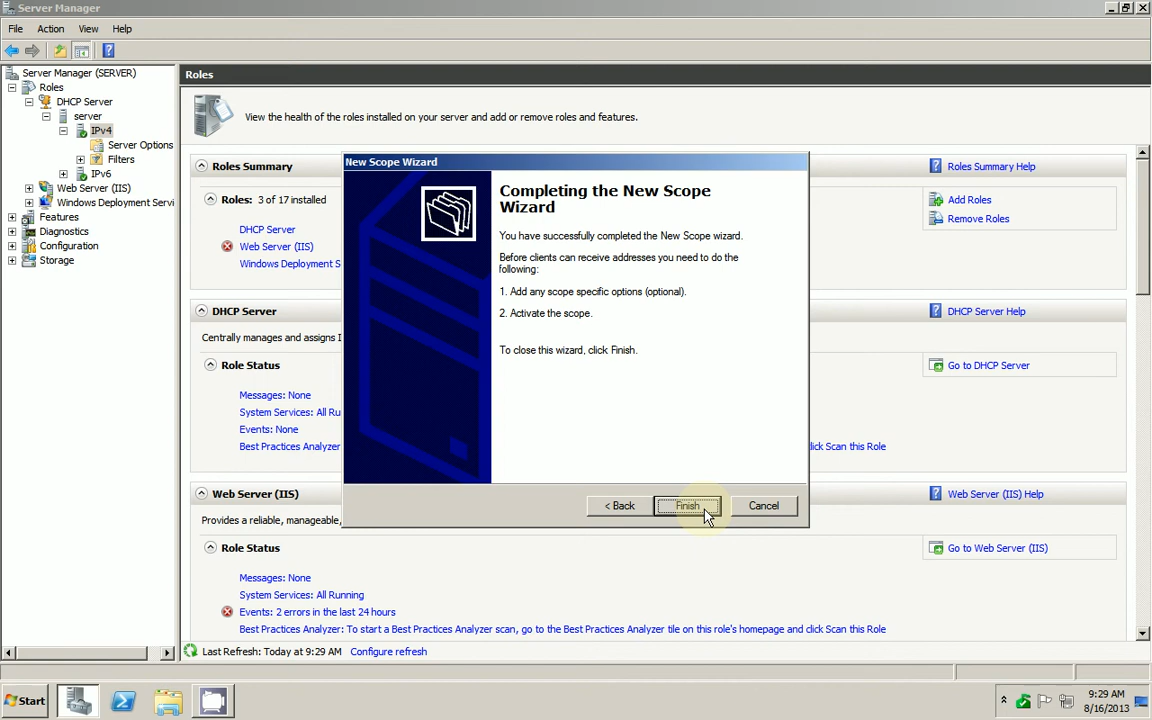 Server Manager
File Action View Help
Server Manager (SERVER)
Roles
DHCP Server
server
IPv4
Server Options
Filters
IPv6
Web Server (IIS)
Windows Deployment Servi
Features
Diagnostics
Configuration
Storage
Roles
View the health of the roles installed on your server and add or remove roles and features.
Roles Summary
Roles Summary Help
Roles: 3 of 17 installed
Add Roles
Remove Roles
DHCP Server
Web Server (IIS)
Windows Deployment S
New Scope Wizard
Completing the New Scope
Wizard
You have successfully completed the New Scope wizard.
Before clients can receive addresses you need to do the
following:
1. Add any scope specific options (optional).
2. Activate the scope.
To close this wizard, click Finish.
< Back Finish Cancel
DHCP Server
DHCP Server Help
Centrally manages and assigns I
Role Status
Go to DHCP Server
Messages: None
System Services: All Ru
Events: None
Best Practices Analyzer
lick Scan this Role
Web Server (IIS)
Web Server (IIS) Help
Provides a reliable, manageable,
Role Status
Go to Web Server (IIS)
Messages: None
System Services: All Running
Events: 2 errors in the last 24 hours
Best Practices Analyzer: To start a Best Practices Analyzer scan, go to the Best Practices Analyzer tile on this role's homepage and click Scan this Role
Last Refresh: Today at 9:29 AM Configure refresh
Start
9:29 AM
8/16/2013